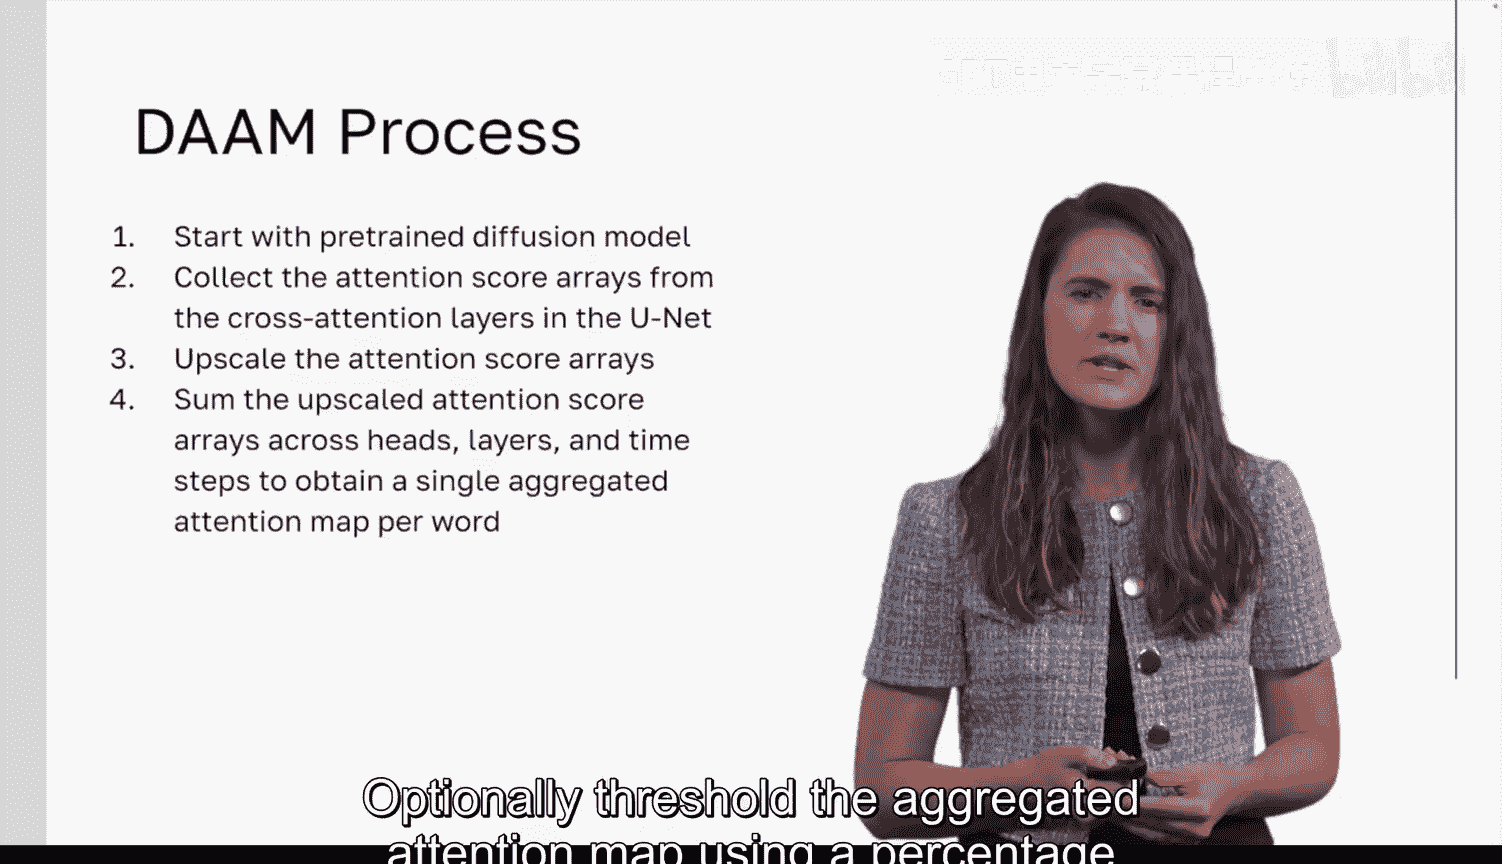 DAAM Process
1. Start with pretrained diffusion model
2. Collect the attention score arrays from
the cross-attention layers in the U-Net
3. Upscale the attention score arrays
4. Sum the upscaled attention score
arrays across heads, layers, and time
steps to obtain a single aggregated
attention map per word
Optionally threshold the aggregated
attention map using a percentage